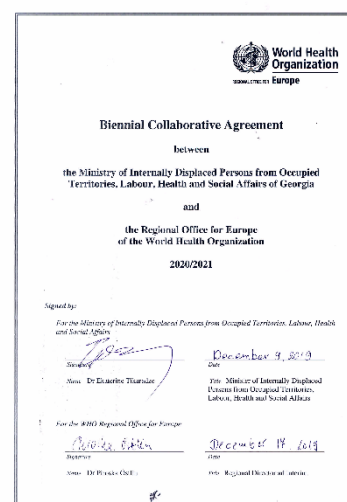 World Health
Organization
REGIONAL OFFICE FOR Europe
Biennial Collaborative Agreement
between
the Ministry of Internally Displaced Persons from Occupied
Territories, Labour, Health and Social Affairs of Georgia
and
the Regional Office for Europe
of the World Health Organization
2020/2021
Signed by:
For the Ministry of Internally Displaced Persons from Occupied Territories, Labour, Health
and Social Affairs
December 9, 2019
Signature
Date
Name Dr Ekaterine Tikaradze
Title Minister of Internally Displaced
Persons from Occupied Territories,
Labour, Health and Social Affairs
For the WHO Regional Office for Europe
December 17, 2019
Signature
Date
Name Dr Piroska Östlin
Title Regional Director ad interim